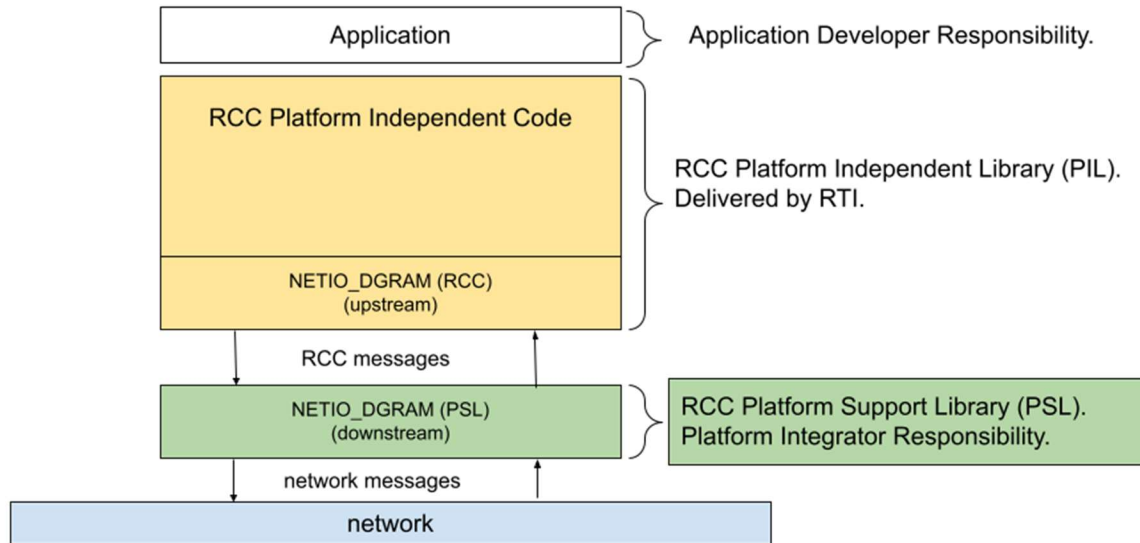 Application
Application Developer Responsibility.
RCC Platform Independent Code
RCC Platform Independent Library (PIL).
Delivered by RTI.
NETIO_DGRAM (RCC)
(upstream)
RCC messages
NETIO_DGRAM (PSL)
(downstream)
RCC Platform Support Library (PSL).
Platform Integrator Responsibility.
network messages
network